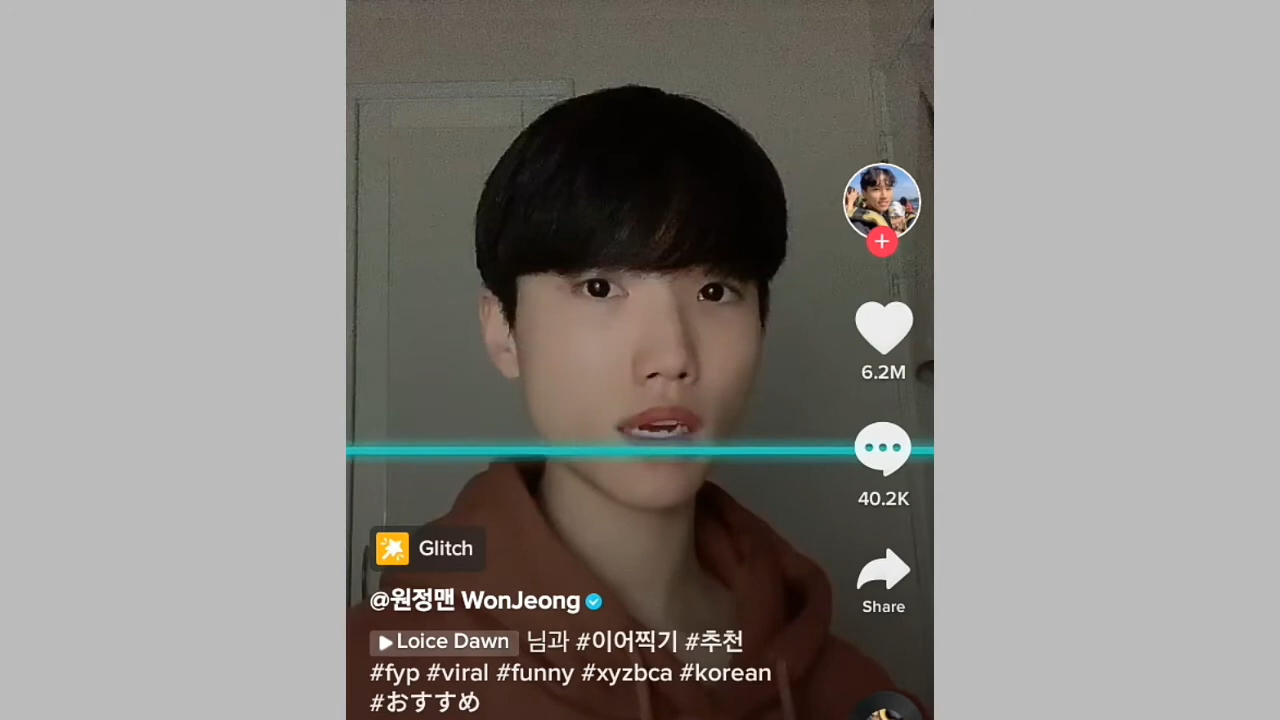 6.2M
40.2K
Share
Glitch
@원정맨 WonJeong
Loice Dawn 님과 #이어찍기 #추천
#fyp #viral #funny #xyzbca #korean
#おすすめ